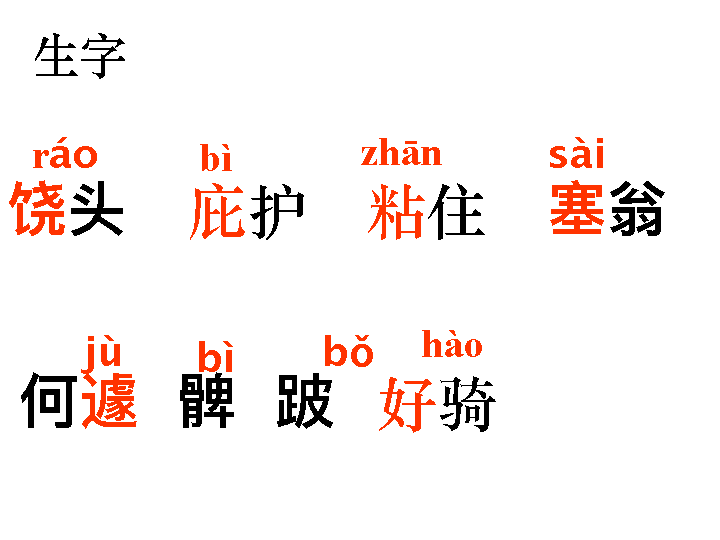 生字
ráo bì zhān sài
饶头 庇护 粘住 塞翁
jù bì bǒ hào
何遽 髀 跛 好骑